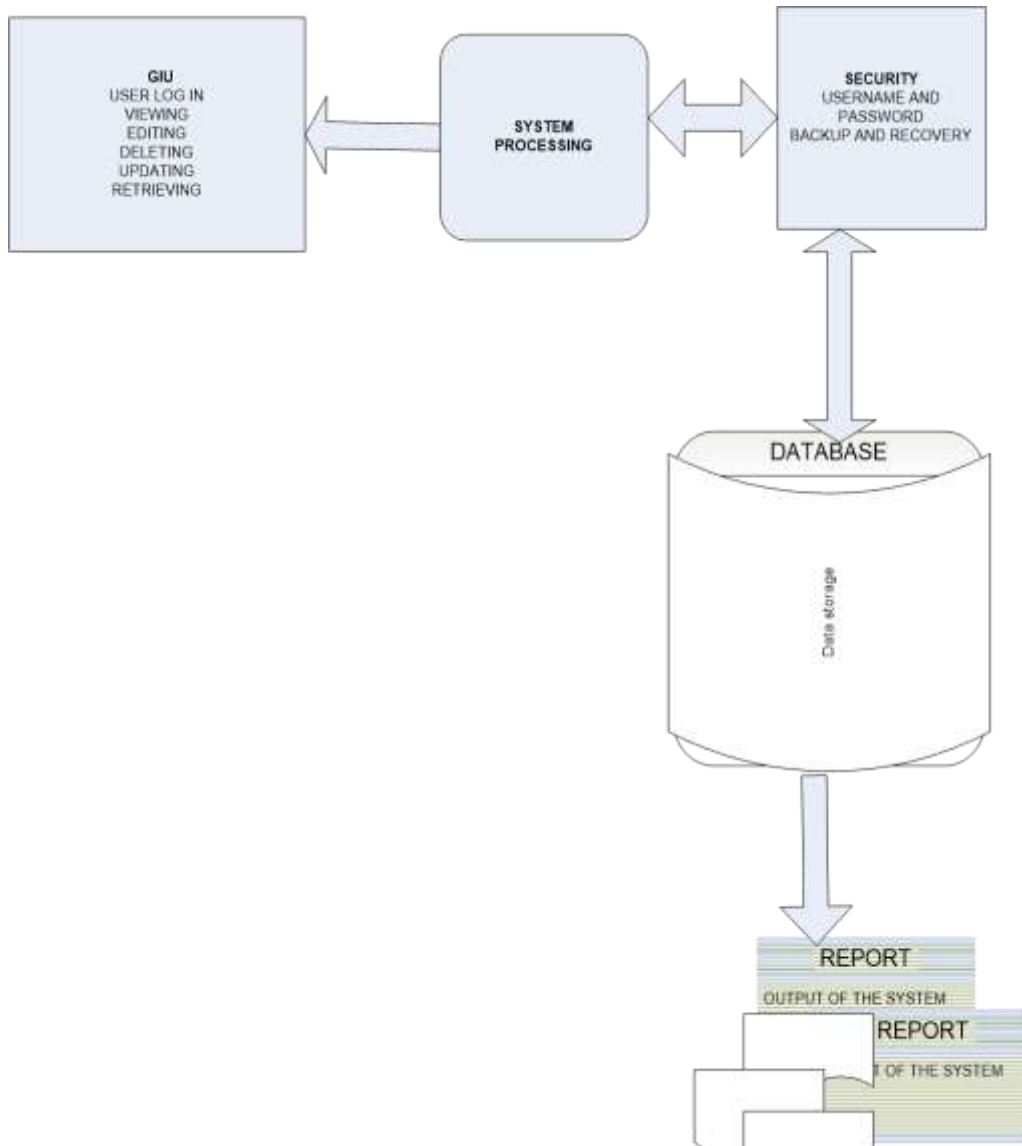 GIU
USER LOG IN
VIEWING
EDITING
DELETING
UPDATING
RETRIEVING
SYSTEM
PROCESSING
SECURITY
USERNAME AND
PASSWORD
BACKUP AND RECOVERY
DATABASE
Data storage
REPORT
OUTPUT OF THE SYSTEM
REPORT
T OF THE SYSTEM